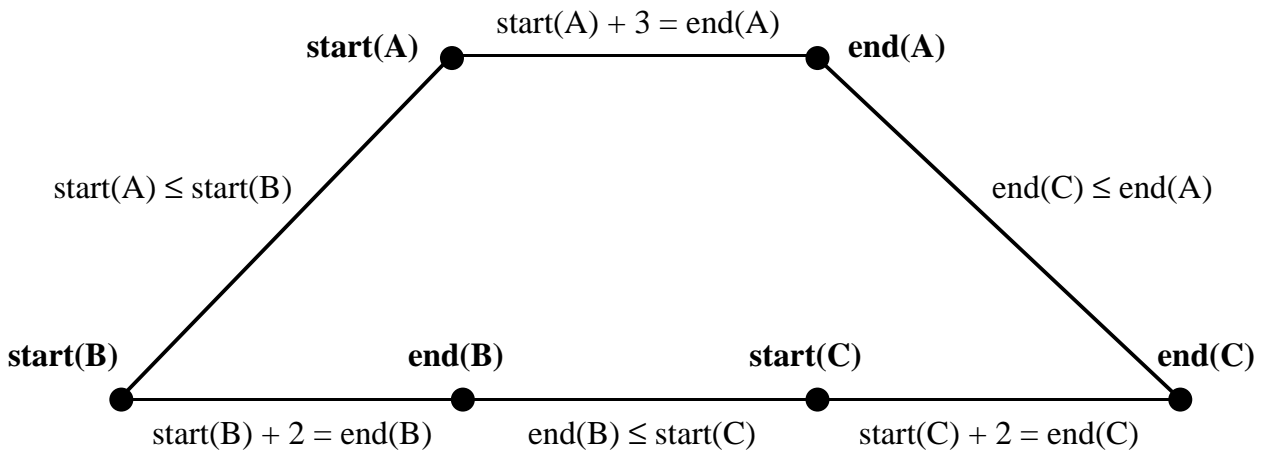 start(A) + 3 = end(A)
start(A)
end(A)
start(A) ≤ start(B)
end(C) ≤ end(A)
start(B)
end(B)
start(C)
end(C)
start(B) + 2 = end(B)
end(B) ≤ start(C)
start(C) + 2 = end(C)